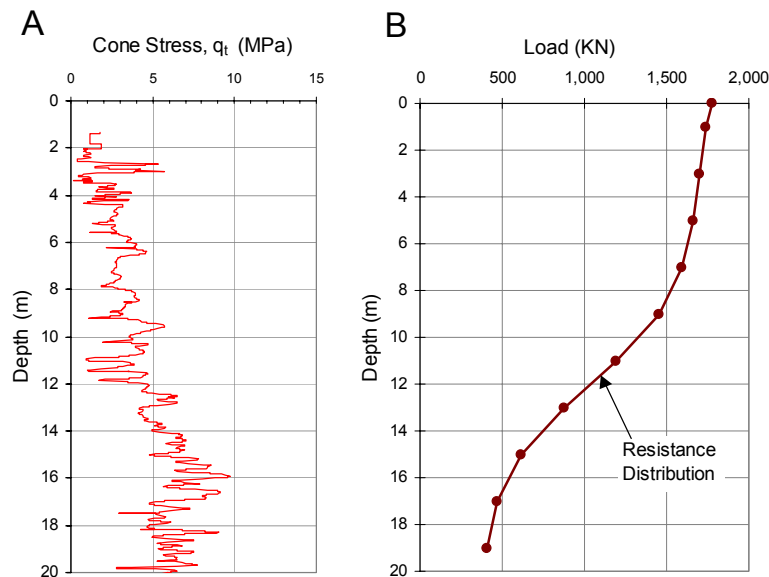 A
Cone Stress, qt (MPa)
0 5 10 15
0
2
4
6
8
10
12
14
16
18
20
Depth (m)
B
Load (KN)
0 500 1,000 1,500 2,000
0
2
4
6
8
10
12
14
16
18
20
Depth (m)
Resistance
Distribution